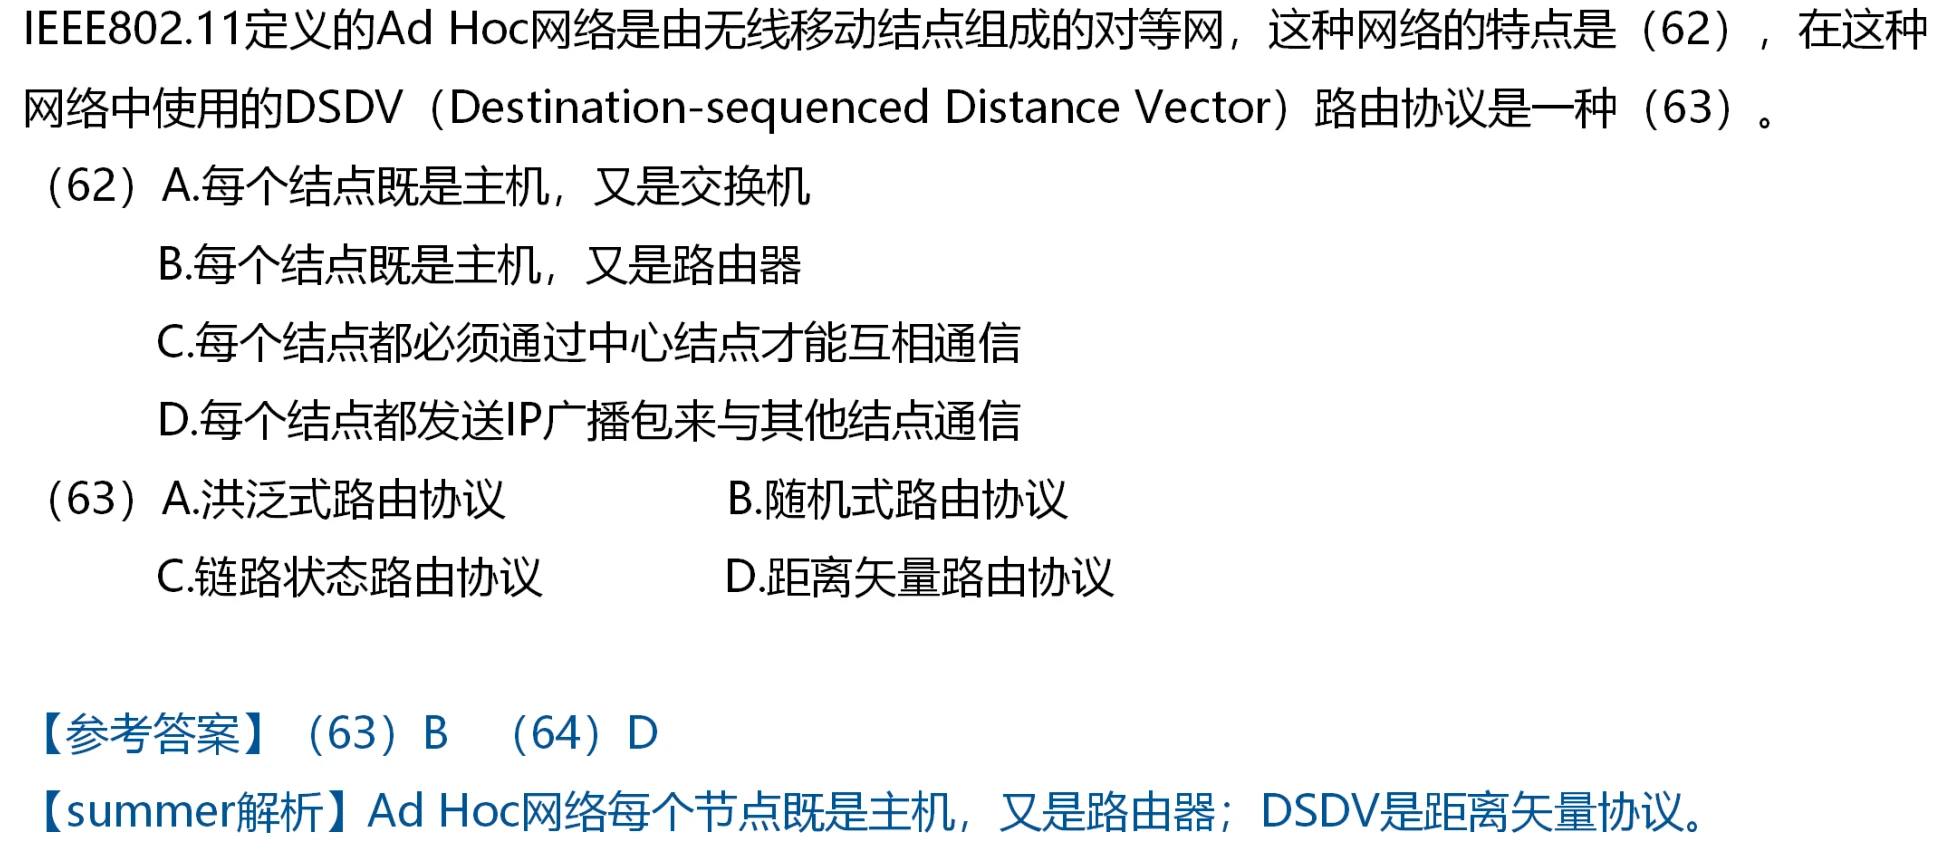 IEEE802.11定义的Ad Hoc网络是由无线移动结点组成的对等网，这种网络的特点是（62），在这种
网络中使用的DSDV（Destination-sequenced Distance Vector）路由协议是一种（63）。
（62）A.每个结点既是主机，又是交换机
B.每个结点既是主机，又是路由器
C.每个结点都必须通过中心结点才能互相通信
D.每个结点都发送IP广播包来与其他结点通信
（63）A.洪泛式路由协议 B.随机式路由协议
C.链路状态路由协议 D.距离矢量路由协议
【参考答案】（63）B （64）D
【summer解析】Ad Hoc网络每个节点既是主机，又是路由器；DSDV是距离矢量协议。